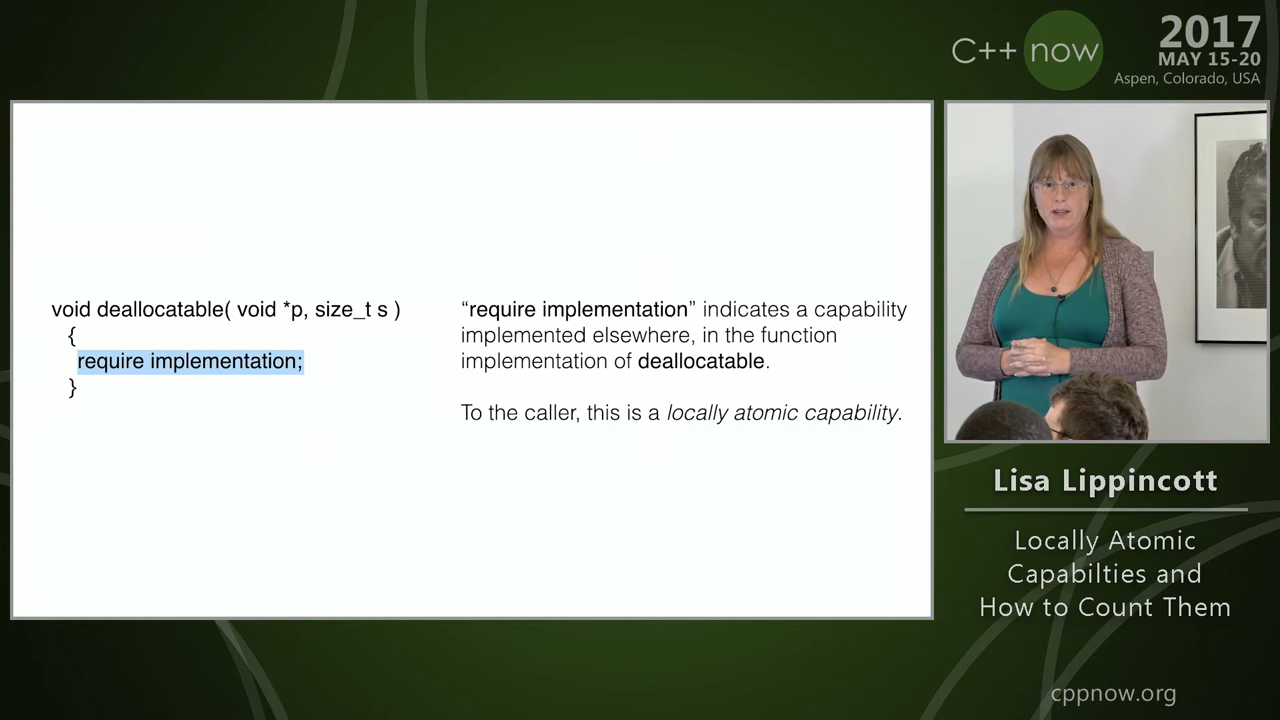 C++ now
2017
MAY 15-20
Aspen, Colorado, USA
void deallocatable( void *p, size_t s )
{
require implementation;
}
“require implementation” indicates a capability
implemented elsewhere, in the function
implementation of deallocatable.
To the caller, this is a locally atomic capability.
Lisa Lippincott
Locally Atomic
Capabilties and
How to Count Them
cppnow.org